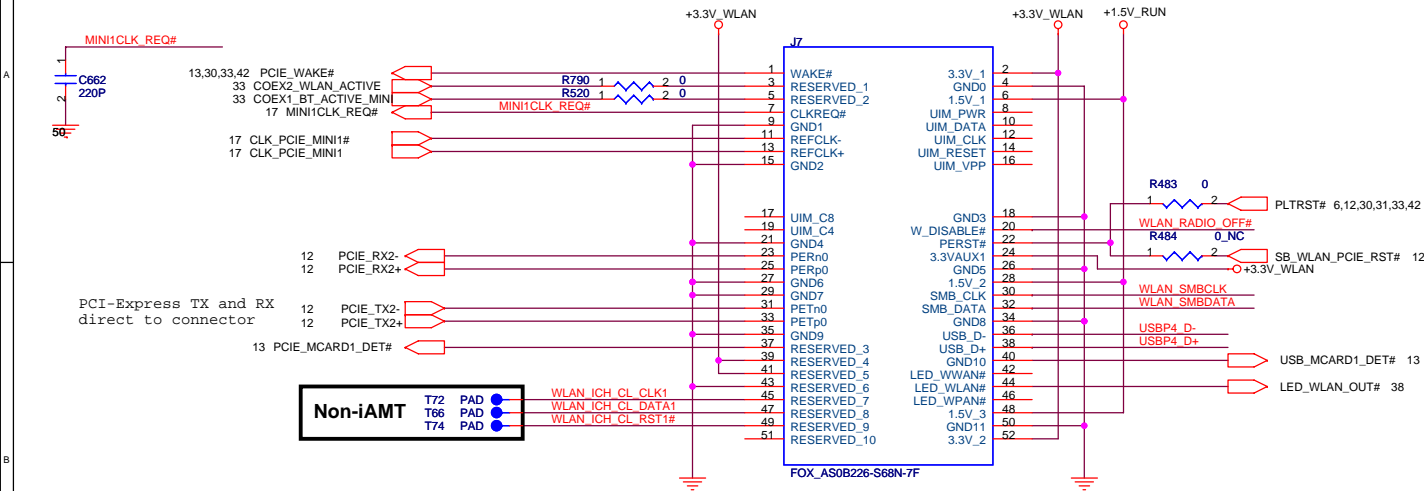 +3.3V_WLAN
+3.3V_WLAN
+1.5V_RUN
MINI1CLK_REQ#
1
C662
220P
2
50
A
B
J7
13,30,33,42 PCIE_WAKE# 1 WAKE# 3.3V_1 2
33 COEX2_WLAN_ACTIVE R790 1 2 0 3 RESERVED_1 GND0 4
33 COEX1_BT_ACTIVE_MINI R520 1 2 0 5 RESERVED_2 1.5V_1 6
17 MINI1CLK_REQ# MINI1CLK_REQ# 7 CLKREQ# UIM_PWR 8
9 GND1 UIM_DATA 10
17 CLK_PCIE_MINI1# 11 REFCLK- UIM_CLK 12
17 CLK_PCIE_MINI1 13 REFCLK+ UIM_RESET 14
15 GND2 UIM_VPP 16
R483 0
1 2 PLTRST# 6,12,30,31,33,42
17 UIM_C8 GND3 18
19 UIM_C4 W_DISABLE# 20 WLAN_RADIO_OFF#
21 GND4 PERST# 22 R484 0_NC
12 PCIE_RX2- 23 PERn0 3.3VAUX1 24 1 2 SB_WLAN_PCIE_RST# 12
12 PCIE_RX2+ 25 PERp0 GND5 26 +3.3V_WLAN
27 GND6 1.5V_2 28
29 GND7 SMB_CLK 30 WLAN_SMBCLK
PCI-Express TX and RX
direct to connector
12 PCIE_TX2- 31 PETn0 SMB_DATA 32 WLAN_SMBDATA
12 PCIE_TX2+ 33 PETp0 GND8 34
35 GND9 USB_D- 36 USBP4_D-
13 PCIE_MCARD1_DET# 37 RESERVED_3 USB_D+ 38 USBP4_D+
39 RESERVED_4 GND10 40 USB_MCARD1_DET# 13
41 RESERVED_5 LED_WWAN# 42
43 RESERVED_6 LED_WLAN# 44 LED_WLAN_OUT# 38
Non-iAMT
T72 PAD WLAN_ICH_CL_CLK1 45 RESERVED_7 LED_WPAN# 46
T66 PAD WLAN_ICH_CL_DATA1 47 RESERVED_8 1.5V_3 48
T74 PAD WLAN_ICH_CL_RST1# 49 RESERVED_9 GND11 50
51 RESERVED_10 3.3V_2 52
FOX_AS0B226-S68N-7F